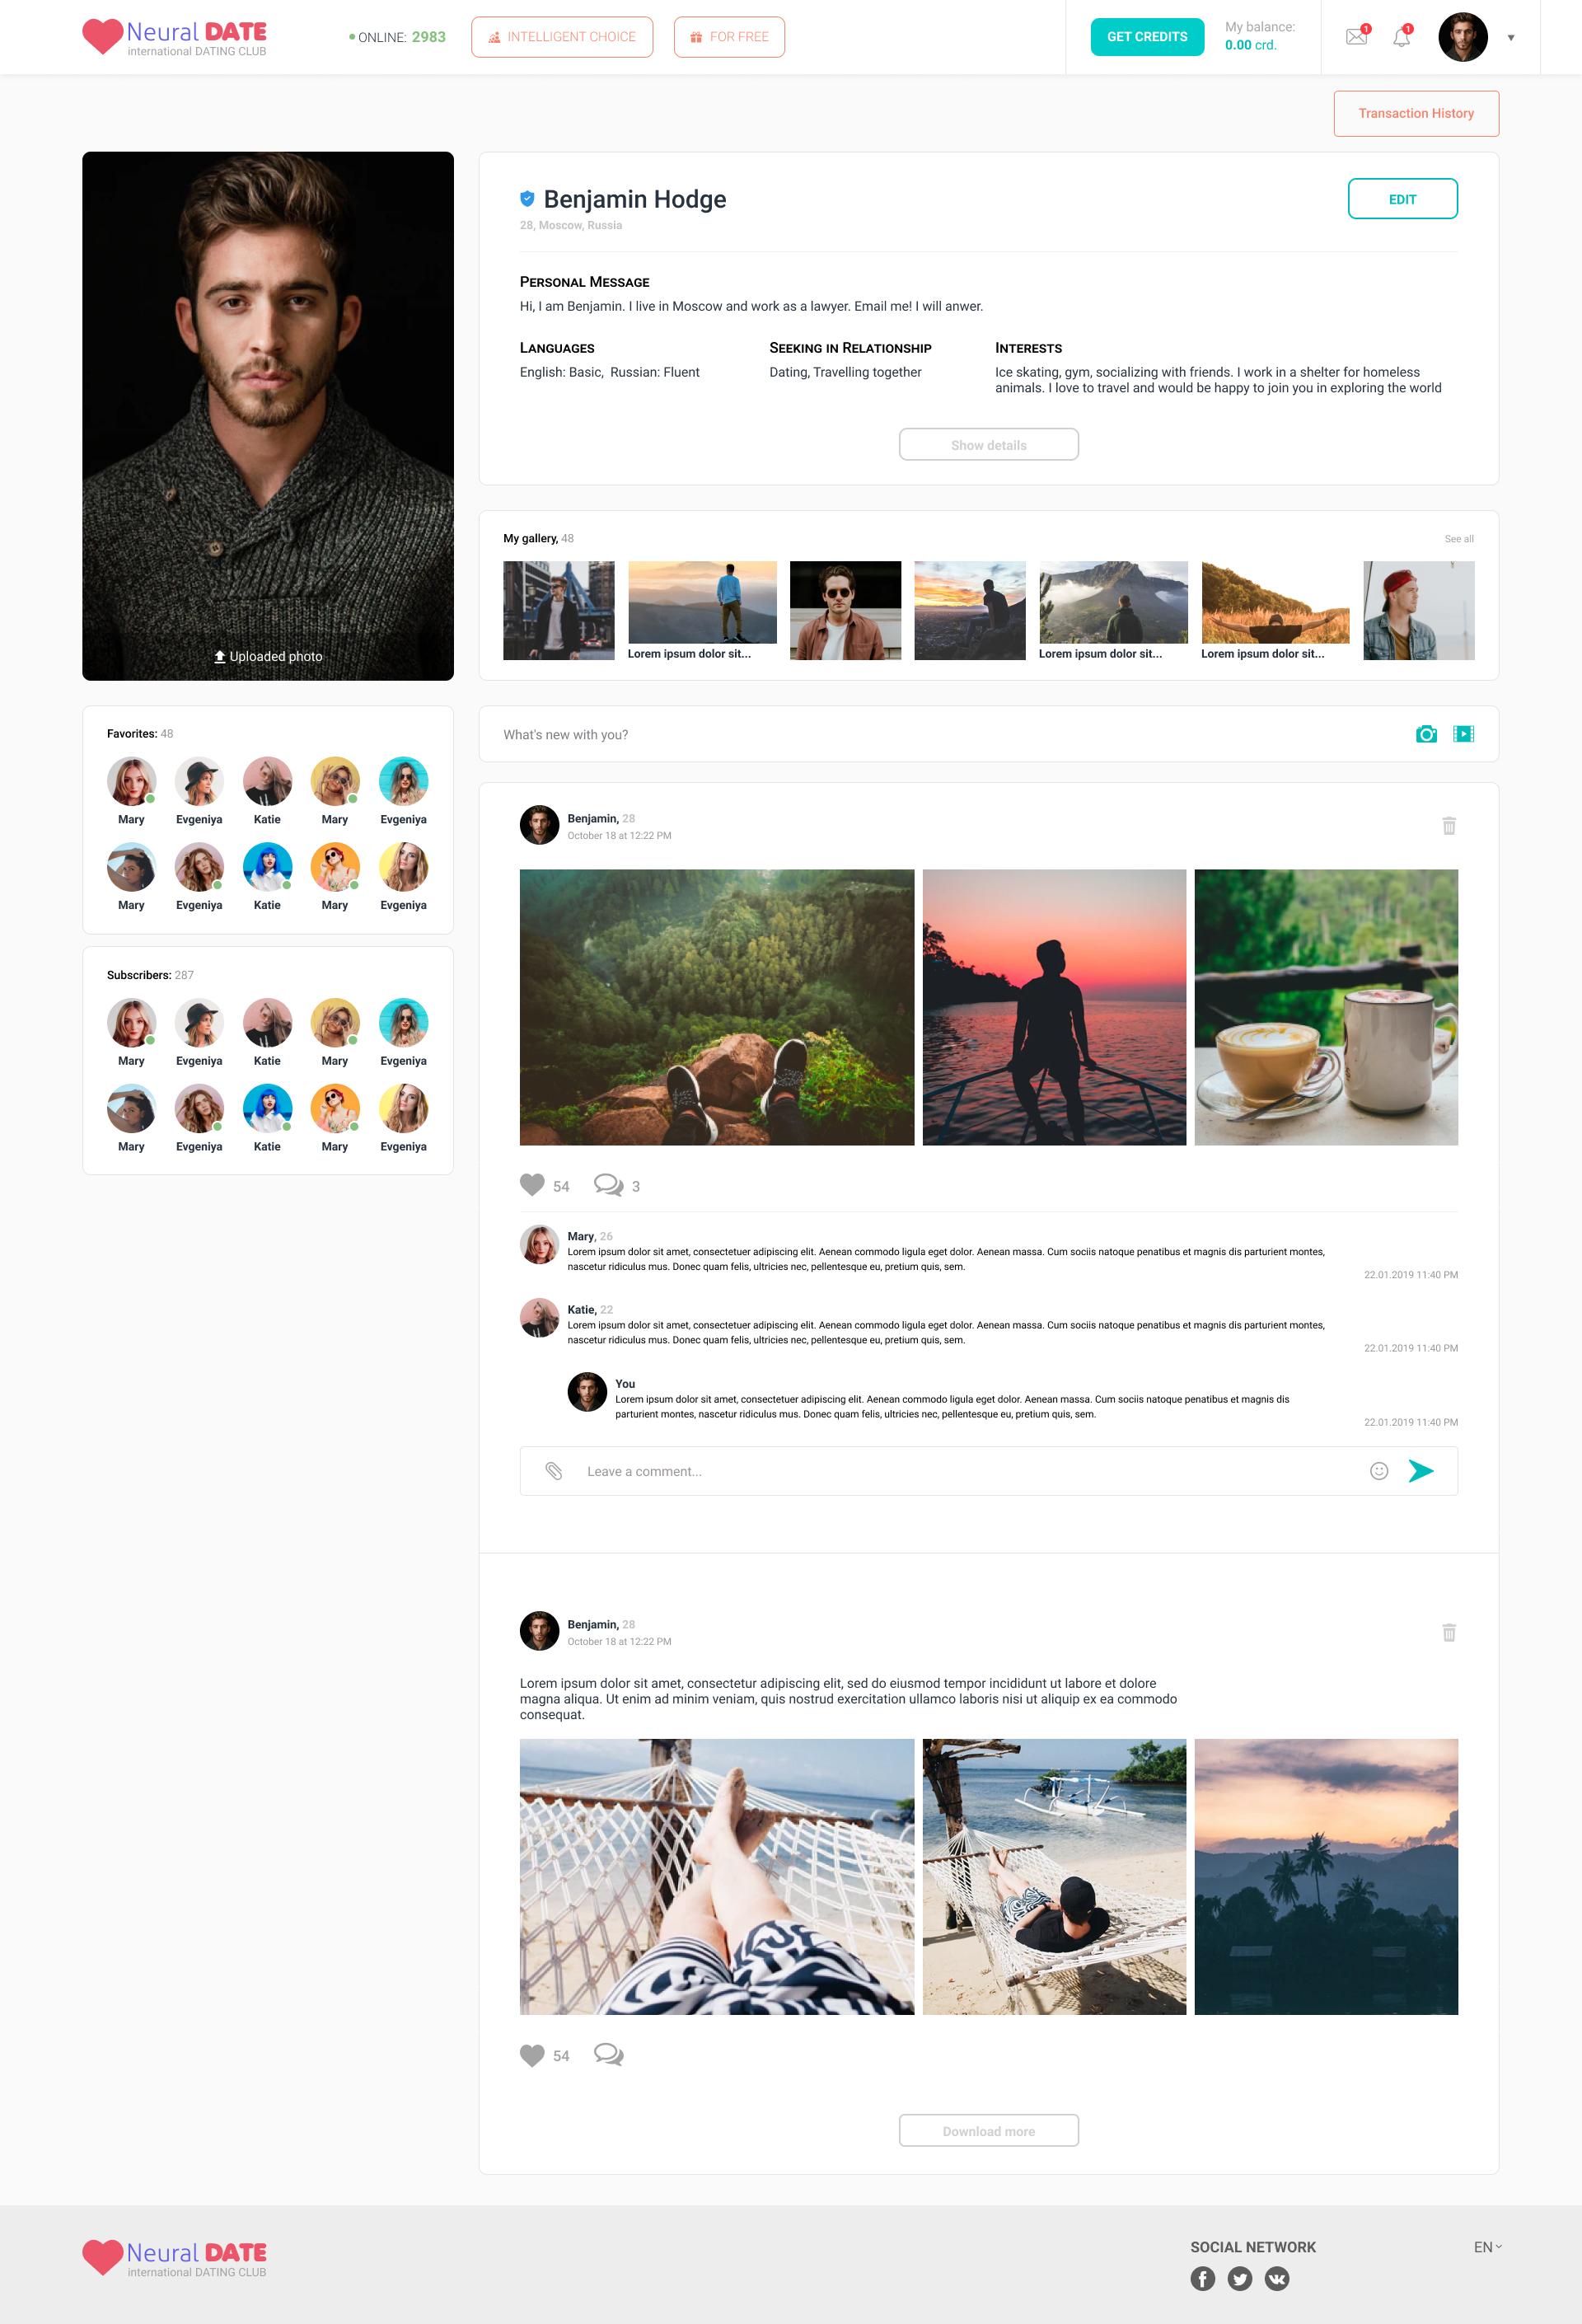 Neural DATE
international DATING CLUB
ONLINE: 2983
INTELLIGENT CHOICE
FOR FREE
GET CREDITS
My balance:
0.00 crd.
1
1
Transaction History
Uploaded photo
Benjamin Hodge
EDIT
28, Moscow, Russia
Personal Message
Hi, I am Benjamin. I live in Moscow and work as a lawyer. Email me! I will anwer.
Languages
English: Basic, Russian: Fluent
Seeking in Relationship
Dating, Travelling together
Interests
Ice skating, gym, socializing with friends. I work in a shelter for homeless
animals. I love to travel and would be happy to join you in exploring the world
Show details
My gallery, 48
See all
Lorem ipsum dolor sit...
Lorem ipsum dolor sit...
Lorem ipsum dolor sit...
Favorites: 48
Mary
Evgeniya
Katie
Mary
Evgeniya
Mary
Evgeniya
Katie
Mary
Evgeniya
Subscribers: 287
Mary
Evgeniya
Katie
Mary
Evgeniya
Mary
Evgeniya
Katie
Mary
Evgeniya
What's new with you?
Benjamin, 28
October 18 at 12:22 PM
54
3
Mary, 26
Lorem ipsum dolor sit amet, consectetuer adipiscing elit. Aenean commodo ligula eget dolor. Aenean massa. Cum sociis natoque penatibus et magnis dis parturient montes,
nascetur ridiculus mus. Donec quam felis, ultricies nec, pellentesque eu, pretium quis, sem.
22.01.2019 11:40 PM
Katie, 22
Lorem ipsum dolor sit amet, consectetuer adipiscing elit. Aenean commodo ligula eget dolor. Aenean massa. Cum sociis natoque penatibus et magnis dis parturient montes,
nascetur ridiculus mus. Donec quam felis, ultricies nec, pellentesque eu, pretium quis, sem.
22.01.2019 11:40 PM
You
Lorem ipsum dolor sit amet, consectetuer adipiscing elit. Aenean commodo ligula eget dolor. Aenean massa. Cum sociis natoque penatibus et magnis dis
parturient montes, nascetur ridiculus mus. Donec quam felis, ultricies nec, pellentesque eu, pretium quis, sem.
22.01.2019 11:40 PM
Leave a comment...
Benjamin, 28
October 18 at 12:22 PM
Lorem ipsum dolor sit amet, consectetur adipiscing elit, sed do eiusmod tempor incididunt ut labore et dolore
magna aliqua. Ut enim ad minim veniam, quis nostrud exercitation ullamco laboris nisi ut aliquip ex ea commodo
consequat.
54
Download more
Neural DATE
international DATING CLUB
SOCIAL NETWORK
EN